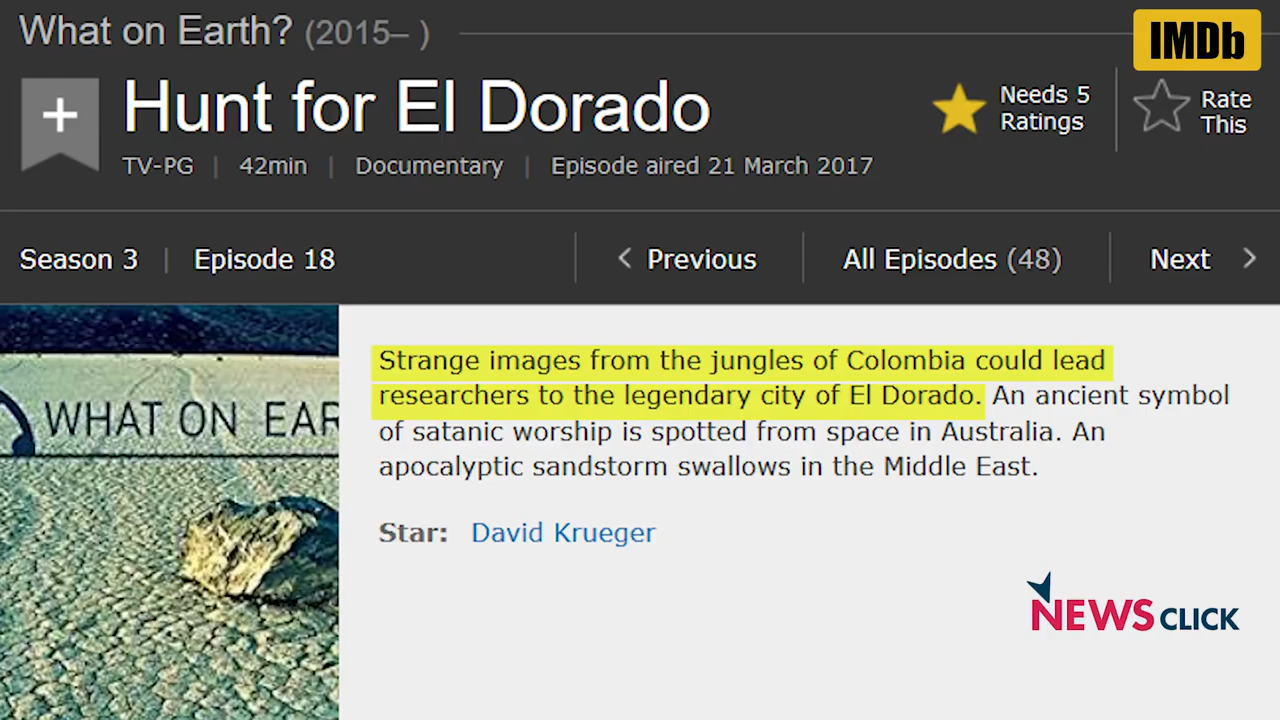 What on Earth? (2015– )
IMDb
+ Hunt for El Dorado
Needs 5
Ratings
Rate
This
TV-PG | 42min | Documentary | Episode aired 21 March 2017
Season 3 | Episode 18
Previous
All Episodes (48)
Next
WHAT ON EAR
Strange images from the jungles of Colombia could lead
researchers to the legendary city of El Dorado. An ancient symbol
of satanic worship is spotted from space in Australia. An
apocalyptic sandstorm swallows in the Middle East.
Star: David Krueger
NEWS CLICK